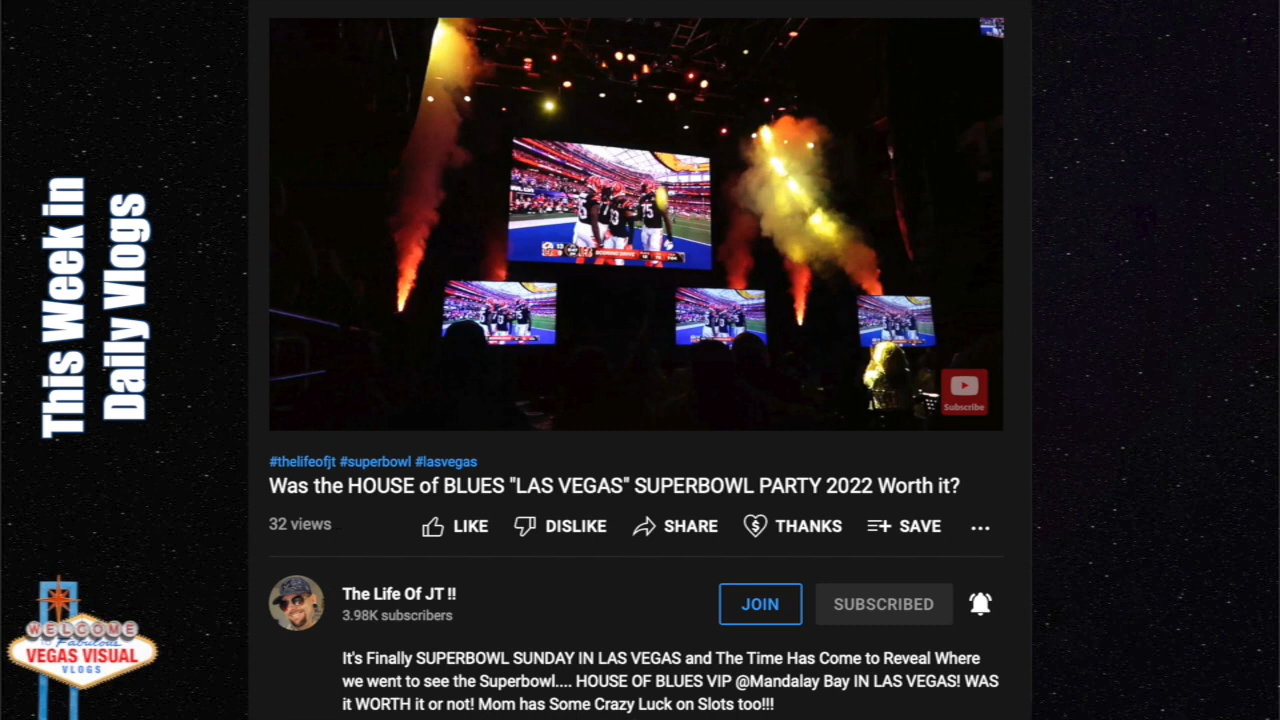 This Week in
Daily Vlogs
Subscribe
#thelifeofjt #superbowl #lasvegas
Was the HOUSE of BLUES "LAS VEGAS" SUPERBOWL PARTY 2022 Worth it?
32 views
LIKE
DISLIKE
SHARE
THANKS
SAVE
The Life Of JT !!
3.98K subscribers
JOIN
SUBSCRIBED
It's Finally SUPERBOWL SUNDAY IN LAS VEGAS and The Time Has Come to Reveal Where
we went to see the Superbowl.... HOUSE OF BLUES VIP @Mandalay Bay IN LAS VEGAS! WAS
it WORTH it or not! Mom has Some Crazy Luck on Slots too!!!
WELCOME
to Fabulous
VEGAS VISUAL
VLOGS